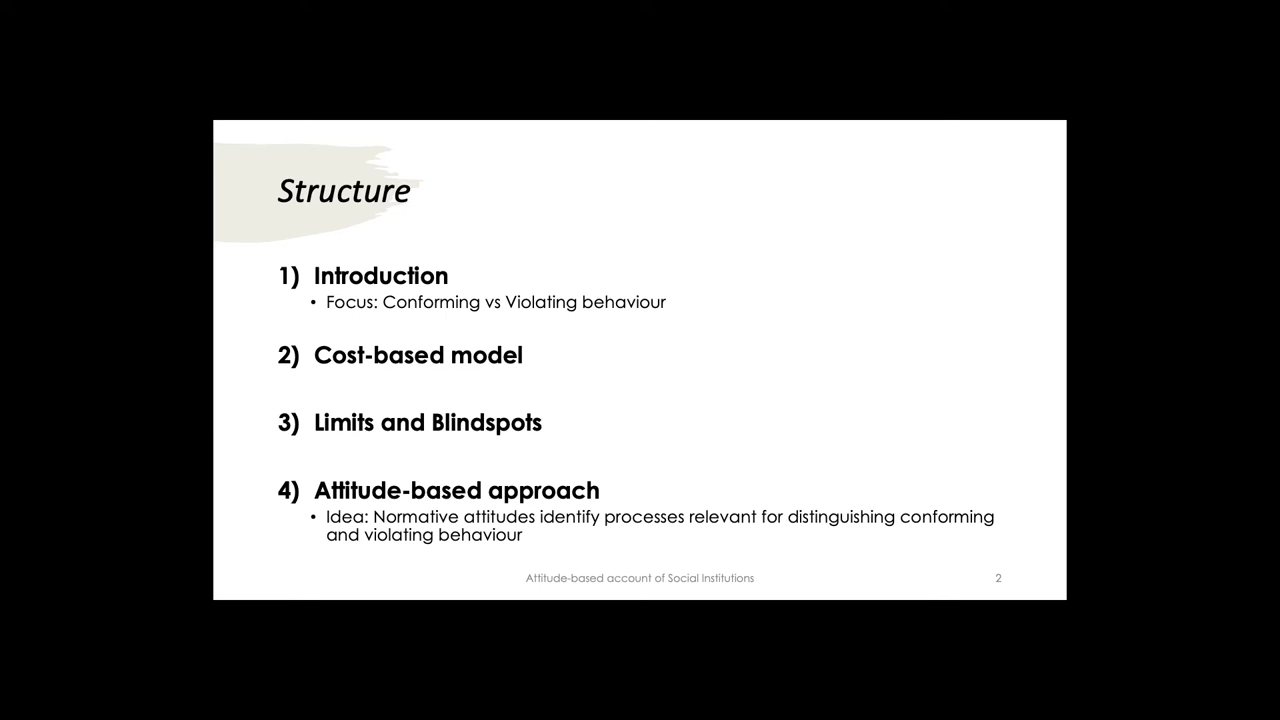 Structure
1) Introduction
• Focus: Conforming vs Violating behaviour
2) Cost-based model
3) Limits and Blindspots
4) Attitude-based approach
• Idea: Normative attitudes identify processes relevant for distinguishing conforming
and violating behaviour
Attitude-based account of Social Institutions
2